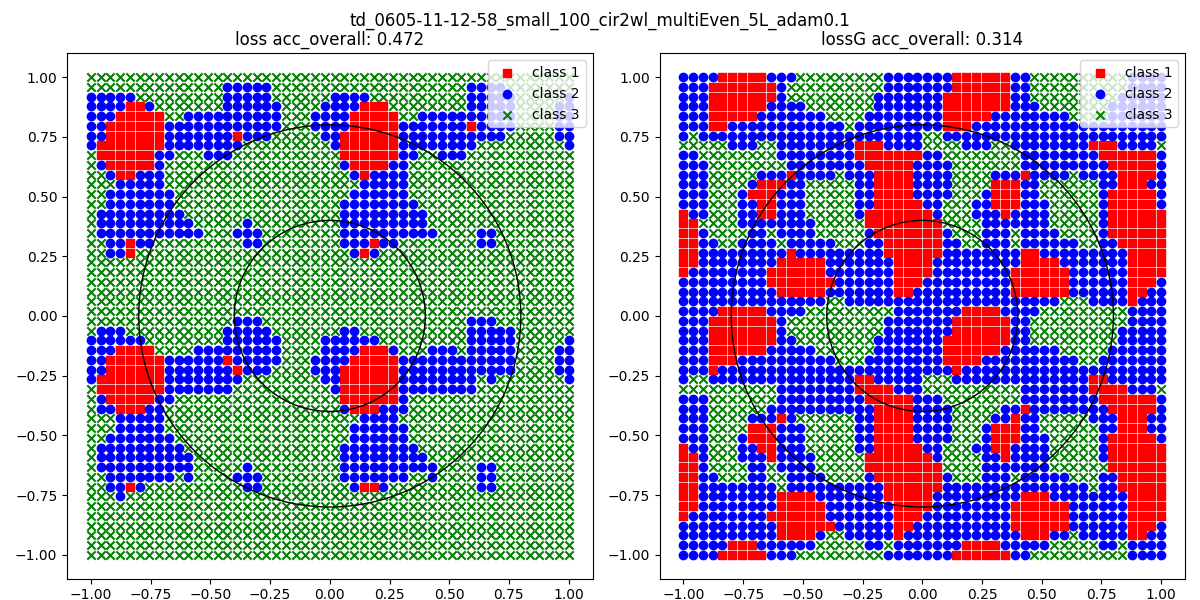 td_0605-11-12-58_small_100_cir2wl_multiEven_5L_adam0.1
loss acc_overall: 0.472
lossG acc_overall: 0.314
class 1
class 2
class 3
class 1
class 2
class 3
1.00
0.75
0.50
0.25
0.00
−0.25
−0.50
−0.75
−1.00
−1.00 −0.75 −0.50 −0.25 0.00 0.25 0.50 0.75 1.00
1.00
0.75
0.50
0.25
0.00
−0.25
−0.50
−0.75
−1.00
−1.00 −0.75 −0.50 −0.25 0.00 0.25 0.50 0.75 1.00